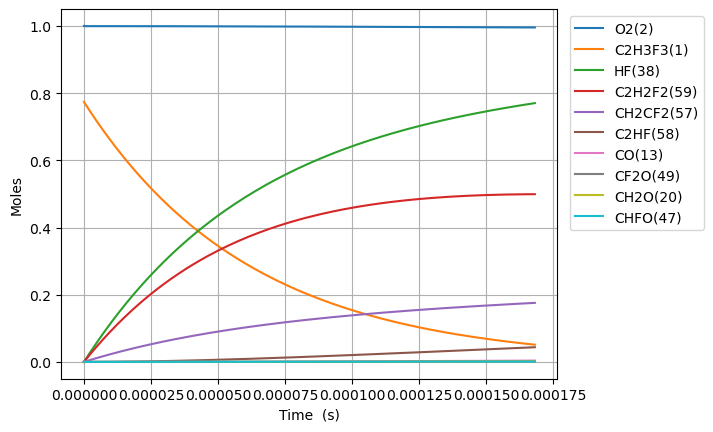 1.0
0.8
0.6
0.4
0.2
0.0
Moles
0.000000 0.000025 0.000050 0.000075 0.000100 0.000125 0.000150 0.000175
Time (s)
O2(2)
C2H3F3(1)
HF(38)
C2H2F2(59)
CH2CF2(57)
C2HF(58)
CO(13)
CF2O(49)
CH2O(20)
CHFO(47)